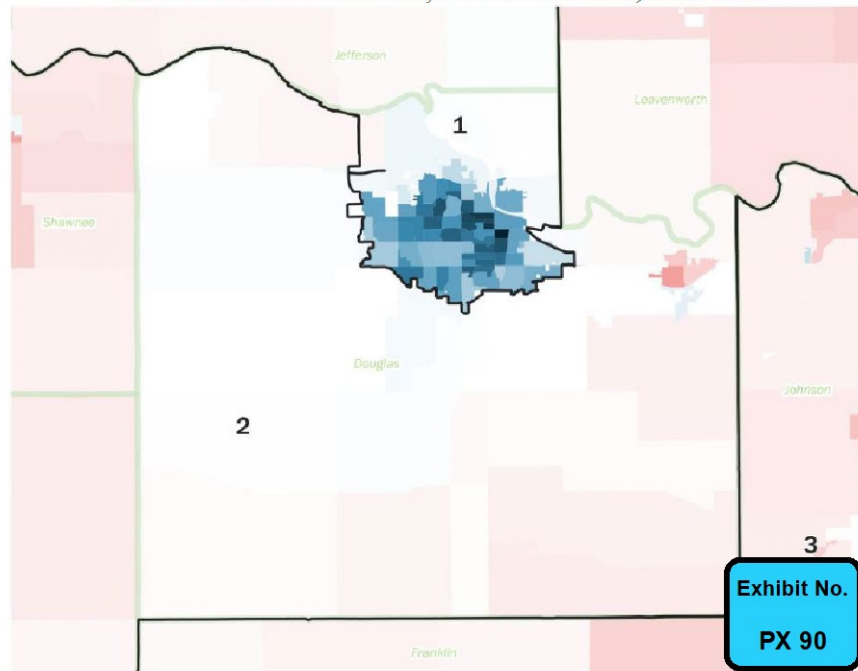 Jefferson
Leavenworth
1
Shawnee
Douglas
Johnson
2
3
Exhibit No.
PX 90
Franklin